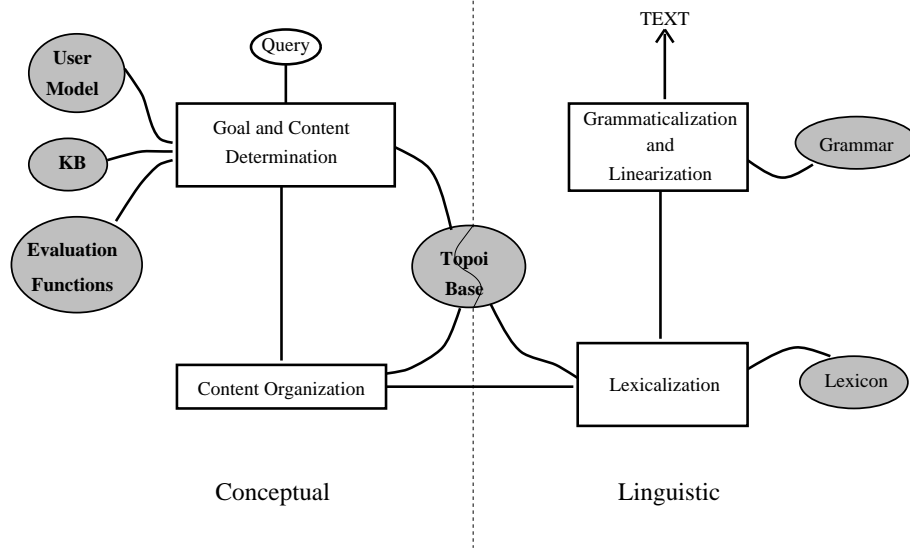 TEXT
Query
User
Model
Goal and Content
Determination
KB
Evaluation
Functions
Grammaticalization
and
Linearization
Grammar
Topoi
Base
Content Organization
Lexicalization
Lexicon
Conceptual
Linguistic